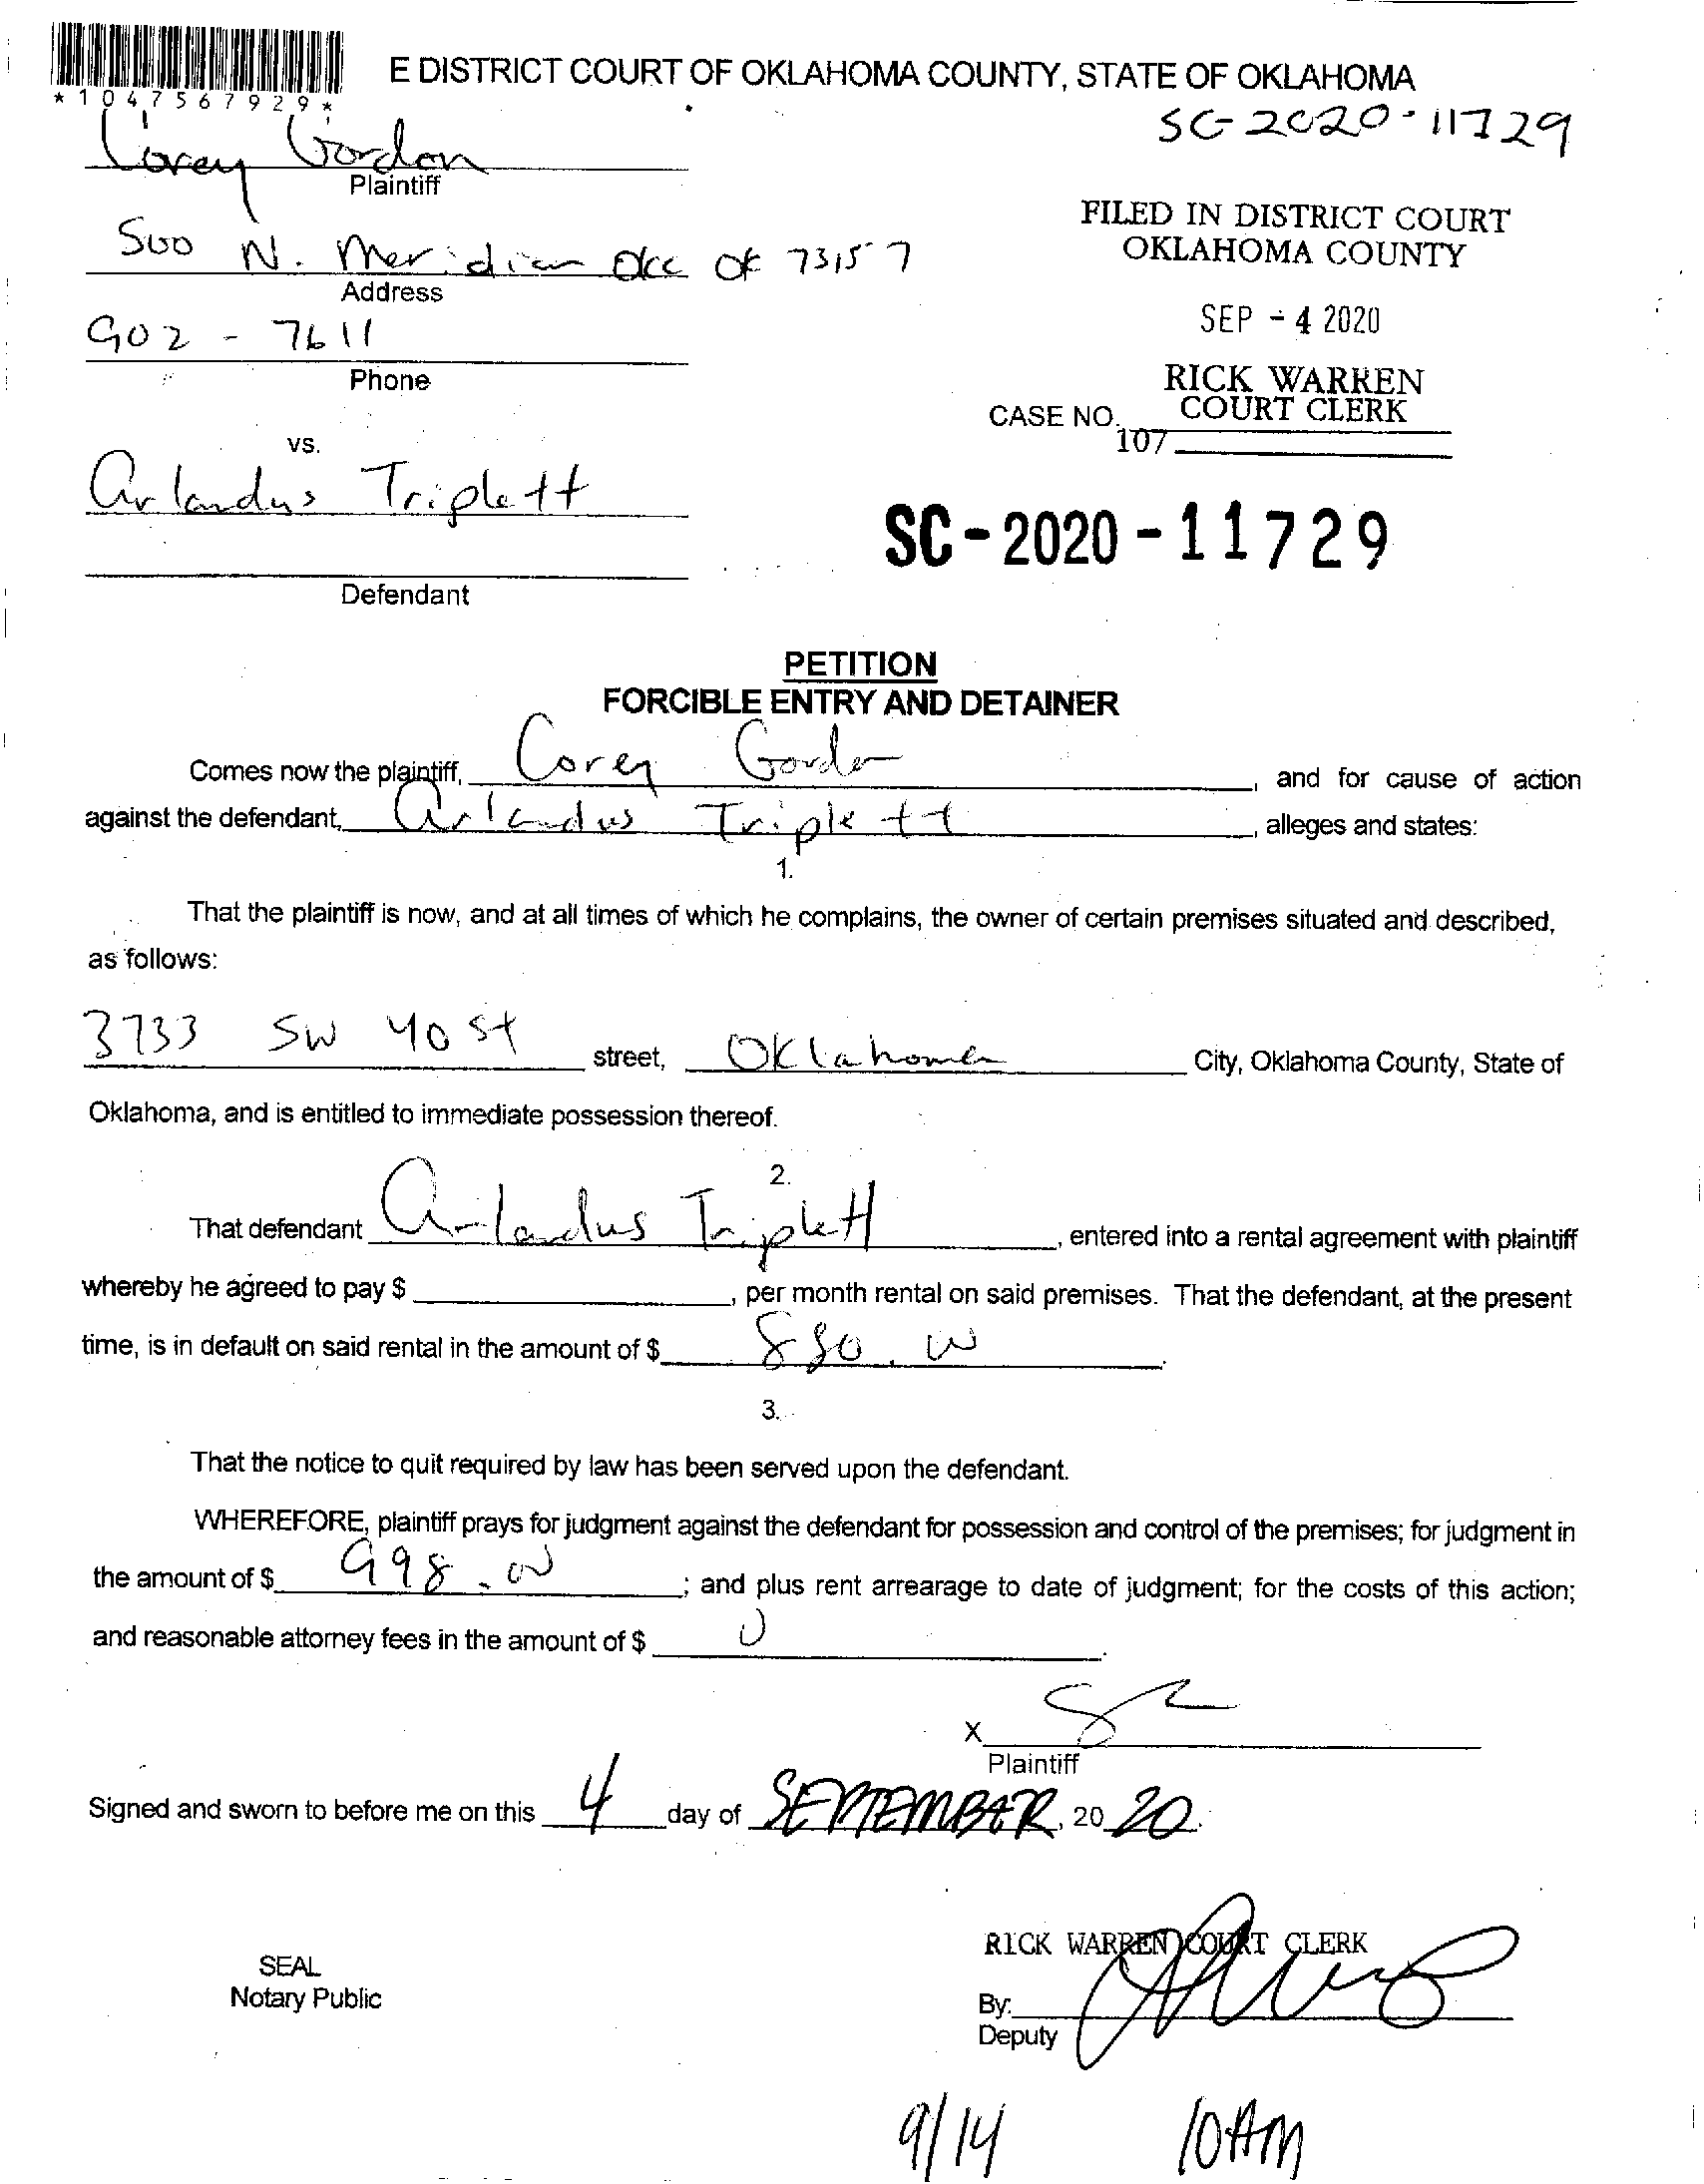 E DISTRICT COURT OF OKLAHOMA COUNTY, STATE OF OKLAHOMA
*1047567929*
SC-2020-11729
Corey Gordon
Plaintiff
FILED IN DISTRICT COURT
OKLAHOMA COUNTY
500 N. Meridian OKC OK 73157
Address
SEP - 4 2020
902 - 7611
Phone
RICK WARREN
CASE NO. COURT CLERK
107
vs.
Arlandus Triplett
SC-2020-11729
Defendant
PETITION
FORCIBLE ENTRY AND DETAINER
Comes now the plaintiff, Corey Gordon, and for cause of action
against the defendant, Arlandus Triplett, alleges and states:
1.
That the plaintiff is now, and at all times of which he complains, the owner of certain premises situated and described,
as follows:
3733 SW 40 St street, Oklahoma City, Oklahoma County, State of
Oklahoma, and is entitled to immediate possession thereof.
2.
That defendant Arlandus Triplett, entered into a rental agreement with plaintiff
whereby he agreed to pay $ , per month rental on said premises. That the defendant, at the present
time, is in default on said rental in the amount of $ 880.00.
3.
That the notice to quit required by law has been served upon the defendant.
WHEREFORE, plaintiff prays for judgment against the defendant for possession and control of the premises; for judgment in
the amount of $ 998.00; and plus rent arrearage to date of judgment; for the costs of this action;
and reasonable attorney fees in the amount of $ 0.
X
Plaintiff
Signed and sworn to before me on this 4 day of SEPTEMBER, 20 20.
RICK WARREN COURT CLERK
SEAL
Notary Public
By:
Deputy
9/14 10AM